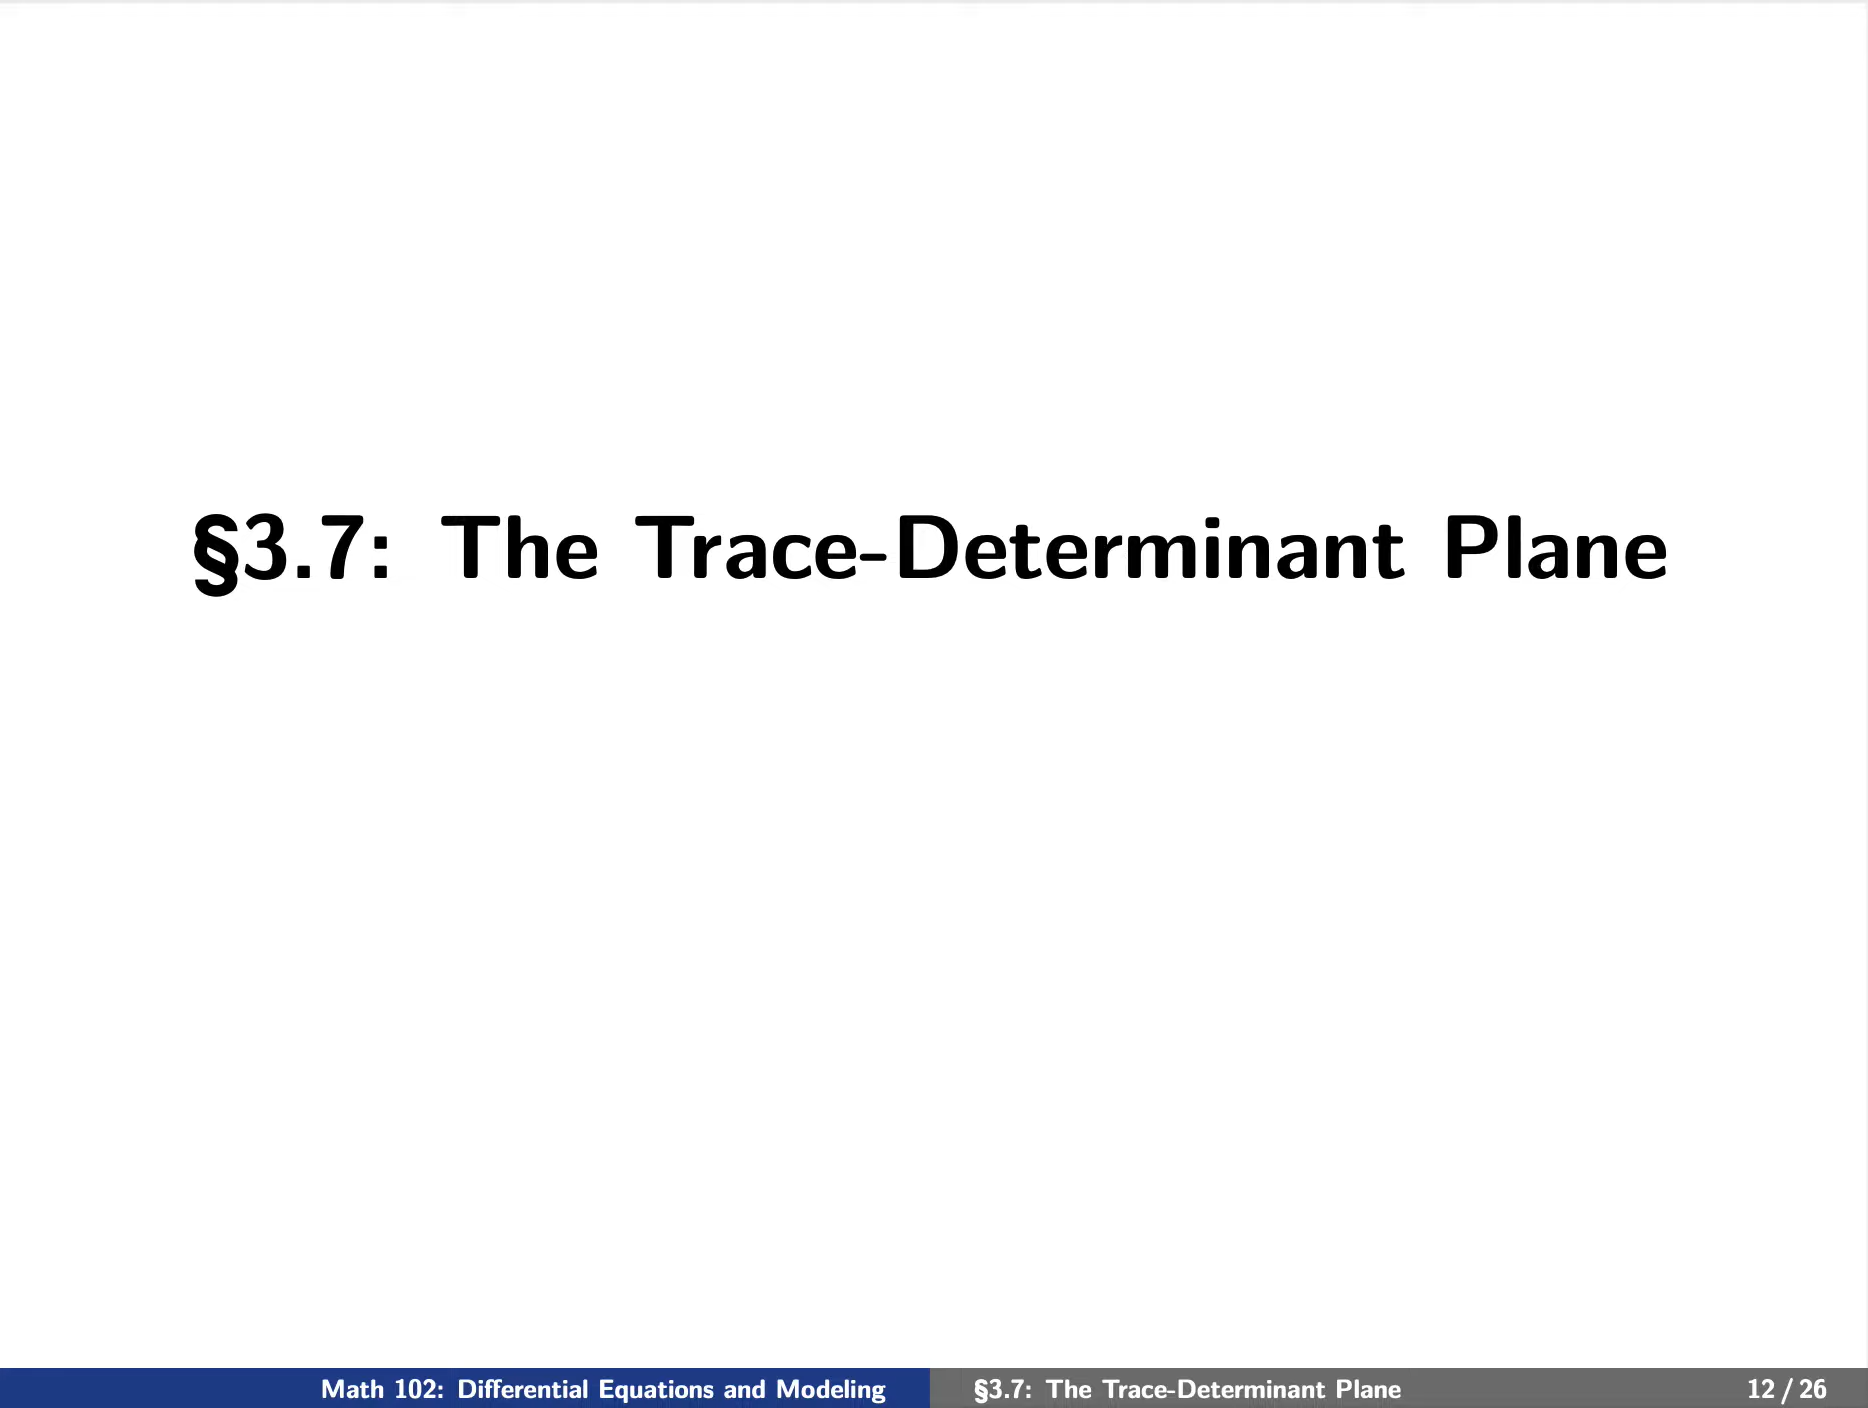 §3.7: The Trace-Determinant Plane
Math 102: Differential Equations and Modeling
§3.7: The Trace-Determinant Plane
12 / 26